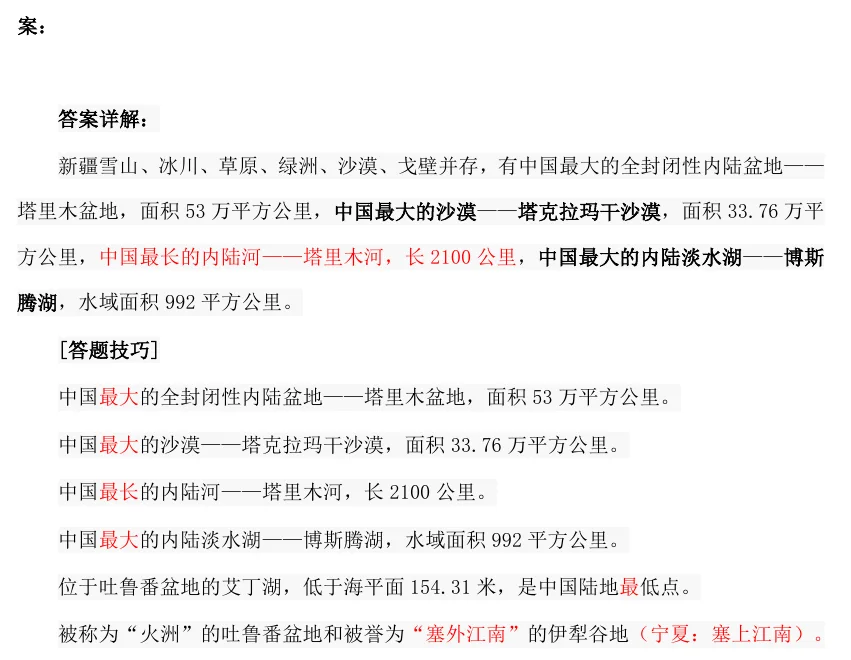 案：
答案详解：
新疆雪山、冰川、草原、绿洲、沙漠、戈壁并存，有中国最大的全封闭性内陆盆地——
塔里木盆地，面积 53 万平方公里，中国最大的沙漠——塔克拉玛干沙漠，面积 33.76 万平
方公里，中国最长的内陆河——塔里木河，长 2100 公里，中国最大的内陆淡水湖——博斯
腾湖，水域面积 992 平方公里。
[答题技巧]
中国最大的全封闭性内陆盆地——塔里木盆地，面积 53 万平方公里。
中国最大的沙漠——塔克拉玛干沙漠，面积 33.76 万平方公里。
中国最长的内陆河——塔里木河，长 2100 公里。
中国最大的内陆淡水湖——博斯腾湖，水域面积 992 平方公里。
位于吐鲁番盆地的艾丁湖，低于海平面 154.31 米，是中国陆地最低点。
被称为“火洲”的吐鲁番盆地和被誉为“塞外江南”的伊犁谷地（宁夏：塞上江南）。